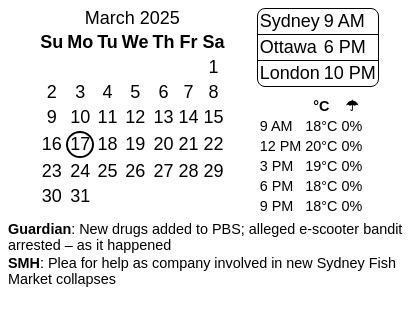 March 2025
Su Mo Tu We Th Fr Sa
1
2 3 4 5 6 7 8
9 10 11 12 13 14 15
16 17 18 19 20 21 22
23 24 25 26 27 28 29
30 31
Sydney 9 AM
Ottawa 6 PM
London 10 PM
°C ☂
9 AM 18°C 0%
12 PM 20°C 0%
3 PM 19°C 0%
6 PM 18°C 0%
9 PM 18°C 0%
Guardian: New drugs added to PBS; alleged e-scooter bandit
arrested – as it happened
SMH: Plea for help as company involved in new Sydney Fish
Market collapses